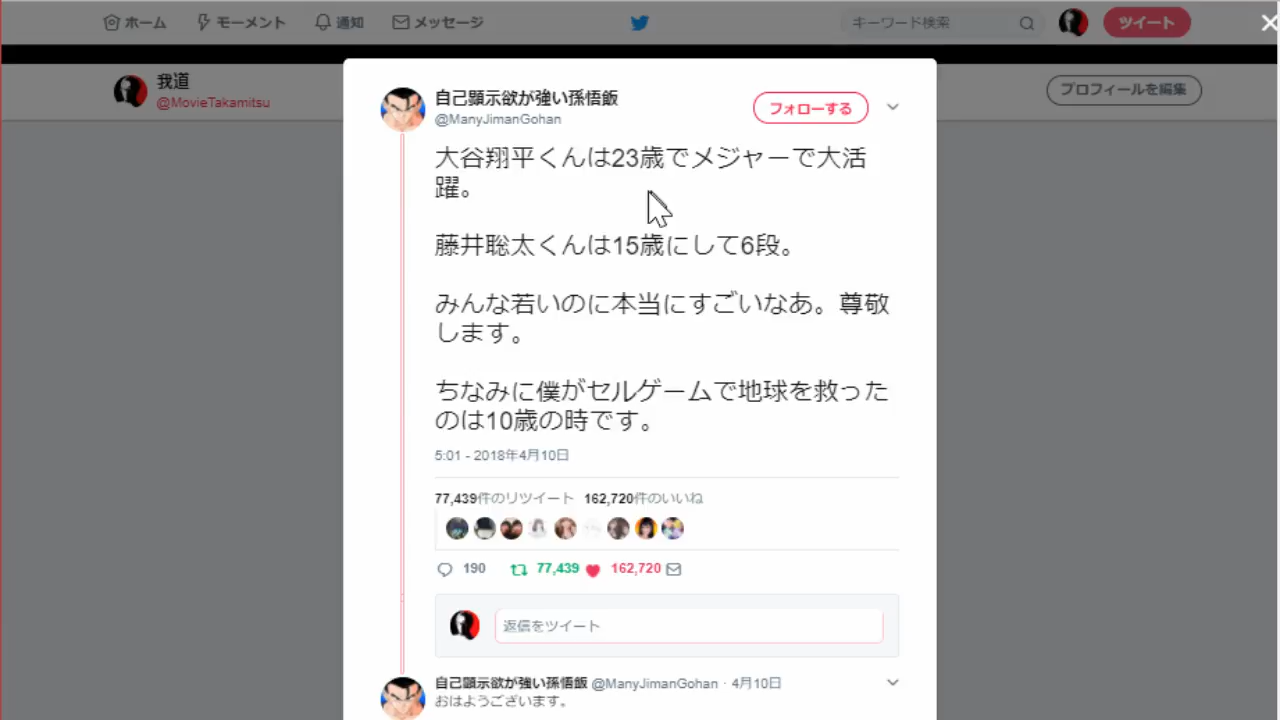 ホーム
モーメント
通知
メッセージ
キーワード検索
ツイート
我道
@MovieTakamitsu
プロフィールを編集
自己顕示欲が強い孫悟飯
@ManyJimanGohan
フォローする
大谷翔平くんは23歳でメジャーで大活
躍。
藤井聡太くんは15歳にして6段。
みんな若いのに本当にすごいなあ。尊敬
します。
ちなみに僕がセルゲームで地球を救った
のは10歳の時です。
5:01 - 2018年4月10日
77,439件のリツイート 162,720件のいいね
190 77,439 162,720
返信をツイート
自己顕示欲が強い孫悟飯 @ManyJimanGohan · 4月10日
おはようございます。